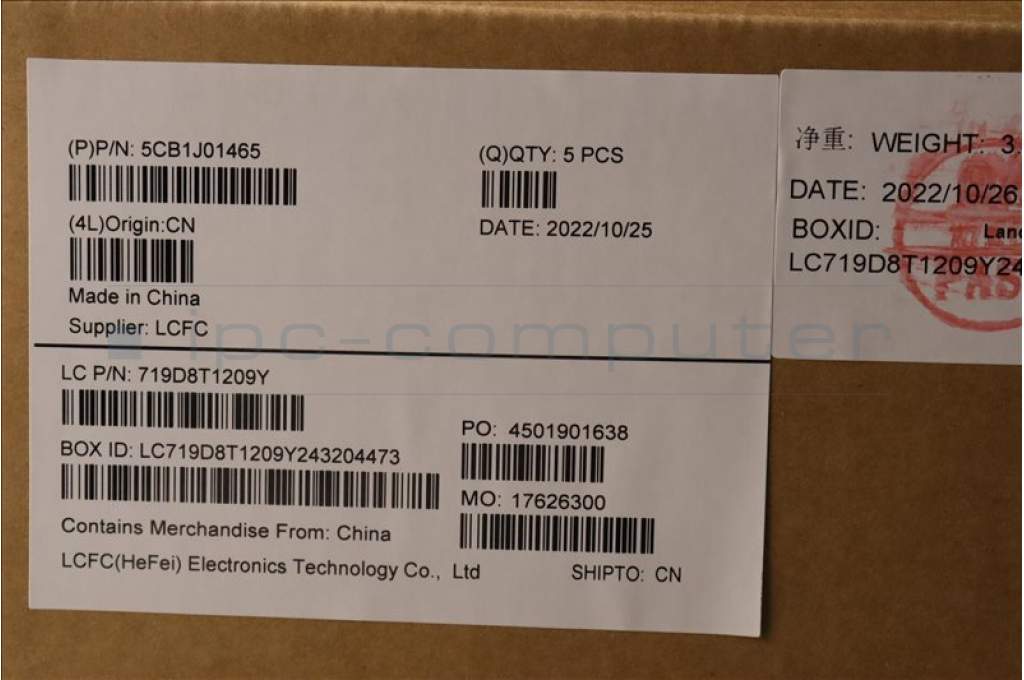 (P)P/N: 5CB1J01465
(Q)QTY: 5 PCS
(4L)Origin:CN
DATE: 2022/10/25
Made in China
Supplier: LCFC
LC P/N: 719D8T1209Y
PO: 4501901638
BOX ID: LC719D8T1209Y243204473
MO: 17626300
Contains Merchandise From: China
LCFC(HeFei) Electronics Technology Co., Ltd
SHIPTO: CN
净重: WEIGHT: 3.
DATE: 2022/10/26
BOXID:
LC719D8T1209Y24
ipc-computer